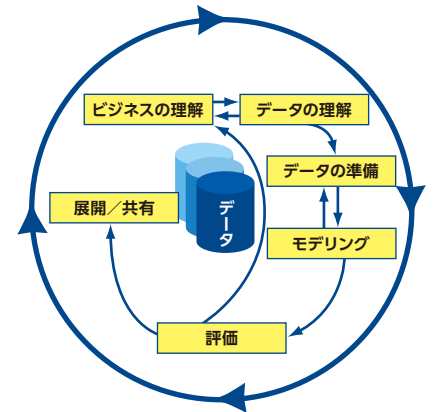 ビジネスの理解
データの理解
データの準備
展開／共有
データ
モデリング
評価